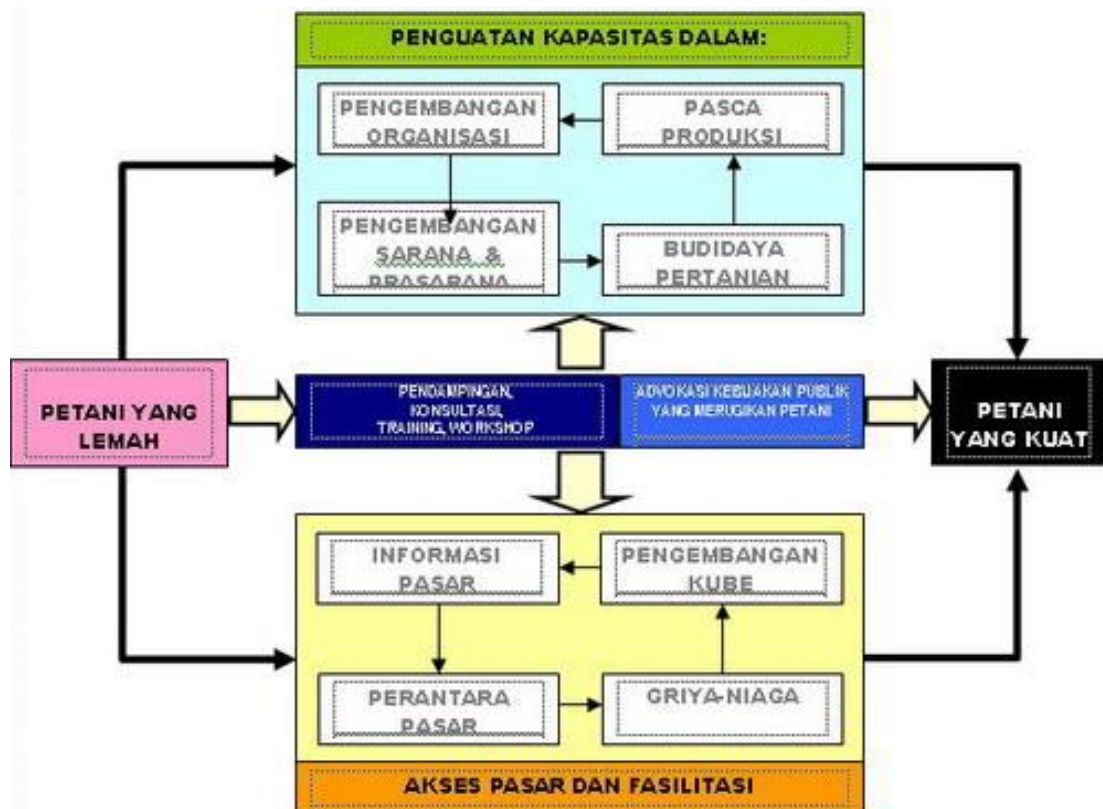 PENGUATAN KAPASITAS DALAM:
PENGEMBANGAN
ORGANISASI
PASCA
PRODUKSI
PENGEMBANGAN
SARANA &
PRASARANA
BUDIDAYA
PERTANIAN
PETANI YANG
LEMAH
PENDAMPINGAN,
KONSULTASI,
TRAINING, WORKSHOP
ADVOKASI KEBIJAKAN PUBLIK
YANG MERUGIKAN PETANI
PETANI
YANG KUAT
INFORMASI
PASAR
PENGEMBANGAN
KUBE
PERANTARA
PASAR
GRIYA-NIAGA
AKSES PASAR DAN FASILITASI